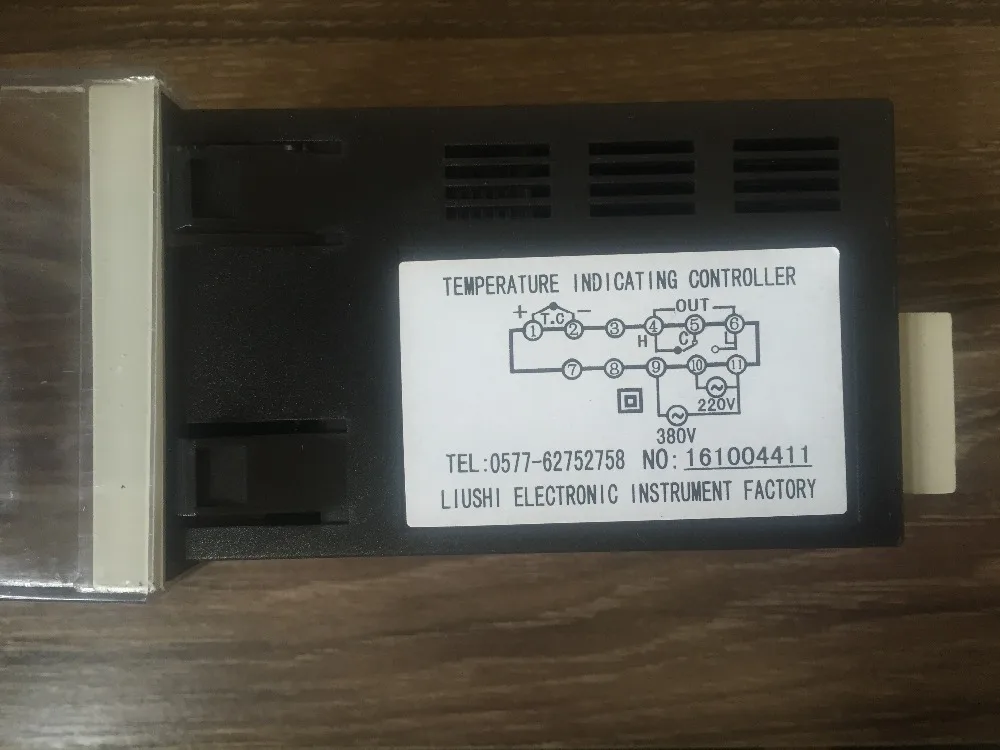 TEMPERATURE INDICATING CONTROLLER
OUT
+ T.C −
1 2 3 4 5 6
H C L
7 8 9 10 11
220V
380V
TEL:0577-62752758 NO: 161004411
LIUSHI ELECTRONIC INSTRUMENT FACTORY